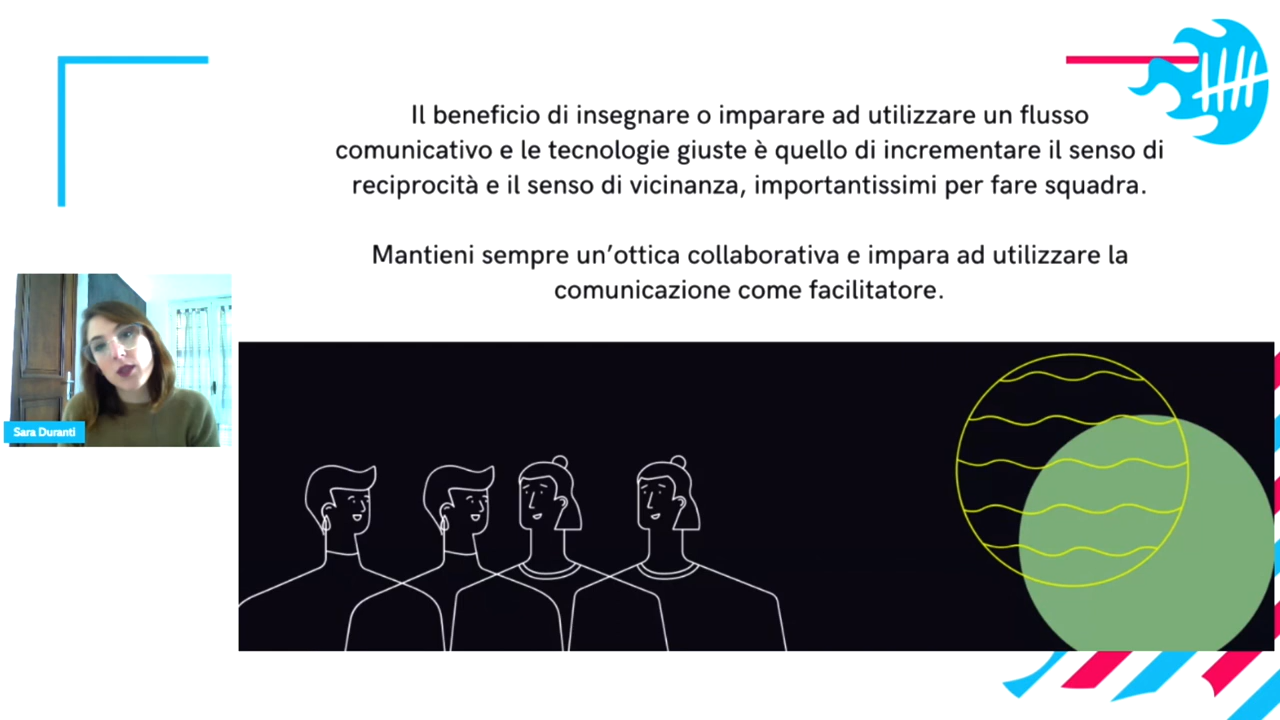 Il beneficio di insegnare o imparare ad utilizzare un flusso
comunicativo e le tecnologie giuste è quello di incrementare il senso di
reciprocità e il senso di vicinanza, importantissimi per fare squadra.
Mantieni sempre un’ottica collaborativa e impara ad utilizzare la
comunicazione come facilitatore.
Sara Duranti